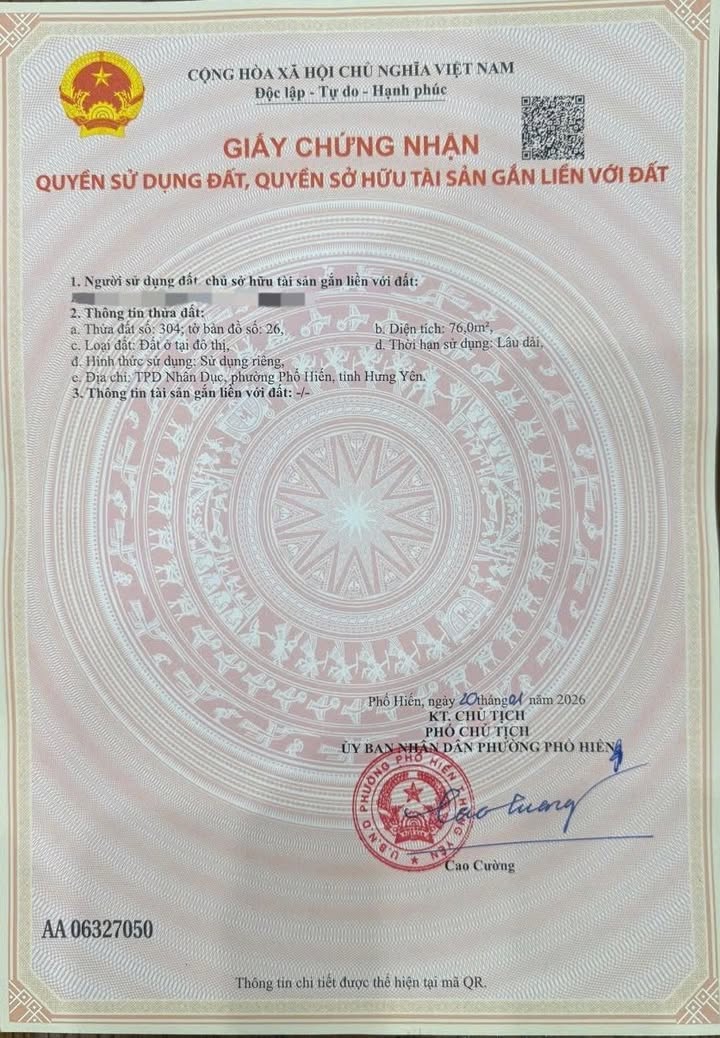 CỘNG HÒA XÃ HỘI CHỦ NGHĨA VIỆT NAM
Độc lập - Tự do - Hạnh phúc
GIẤY CHỨNG NHẬN
QUYỀN SỬ DỤNG ĐẤT, QUYỀN SỞ HỮU TÀI SẢN GẮN LIỀN VỚI ĐẤT
1. Người sử dụng đất chủ sở hữu tài sản gắn liền với đất:
2. Thông tin thửa đất:
a. Thửa đất số: 304; tờ bản đồ số: 26, b. Diện tích: 76,0m²,
c. Loại đất: Đất ở tại đô thị, d. Thời hạn sử dụng: Lâu dài,
đ. Hình thức sử dụng: Sử dụng riêng,
e. Địa chỉ: TPD Nhân Dục, phường Phố Hiến, tỉnh Hưng Yên.
3. Thông tin tài sản gắn liền với đất: -/-
Phố Hiến, ngày 20 tháng 01 năm 2026
KT. CHỦ TỊCH
PHÓ CHỦ TỊCH
ỦY BAN NHÂN DÂN PHƯỜNG PHỐ HIẾN
U.B.N.D PHƯỜNG PHỐ HIẾN T. HƯNG YÊN
Cao Cường
Cao Cường
AA 06327050
Thông tin chi tiết được thể hiện tại mã QR.